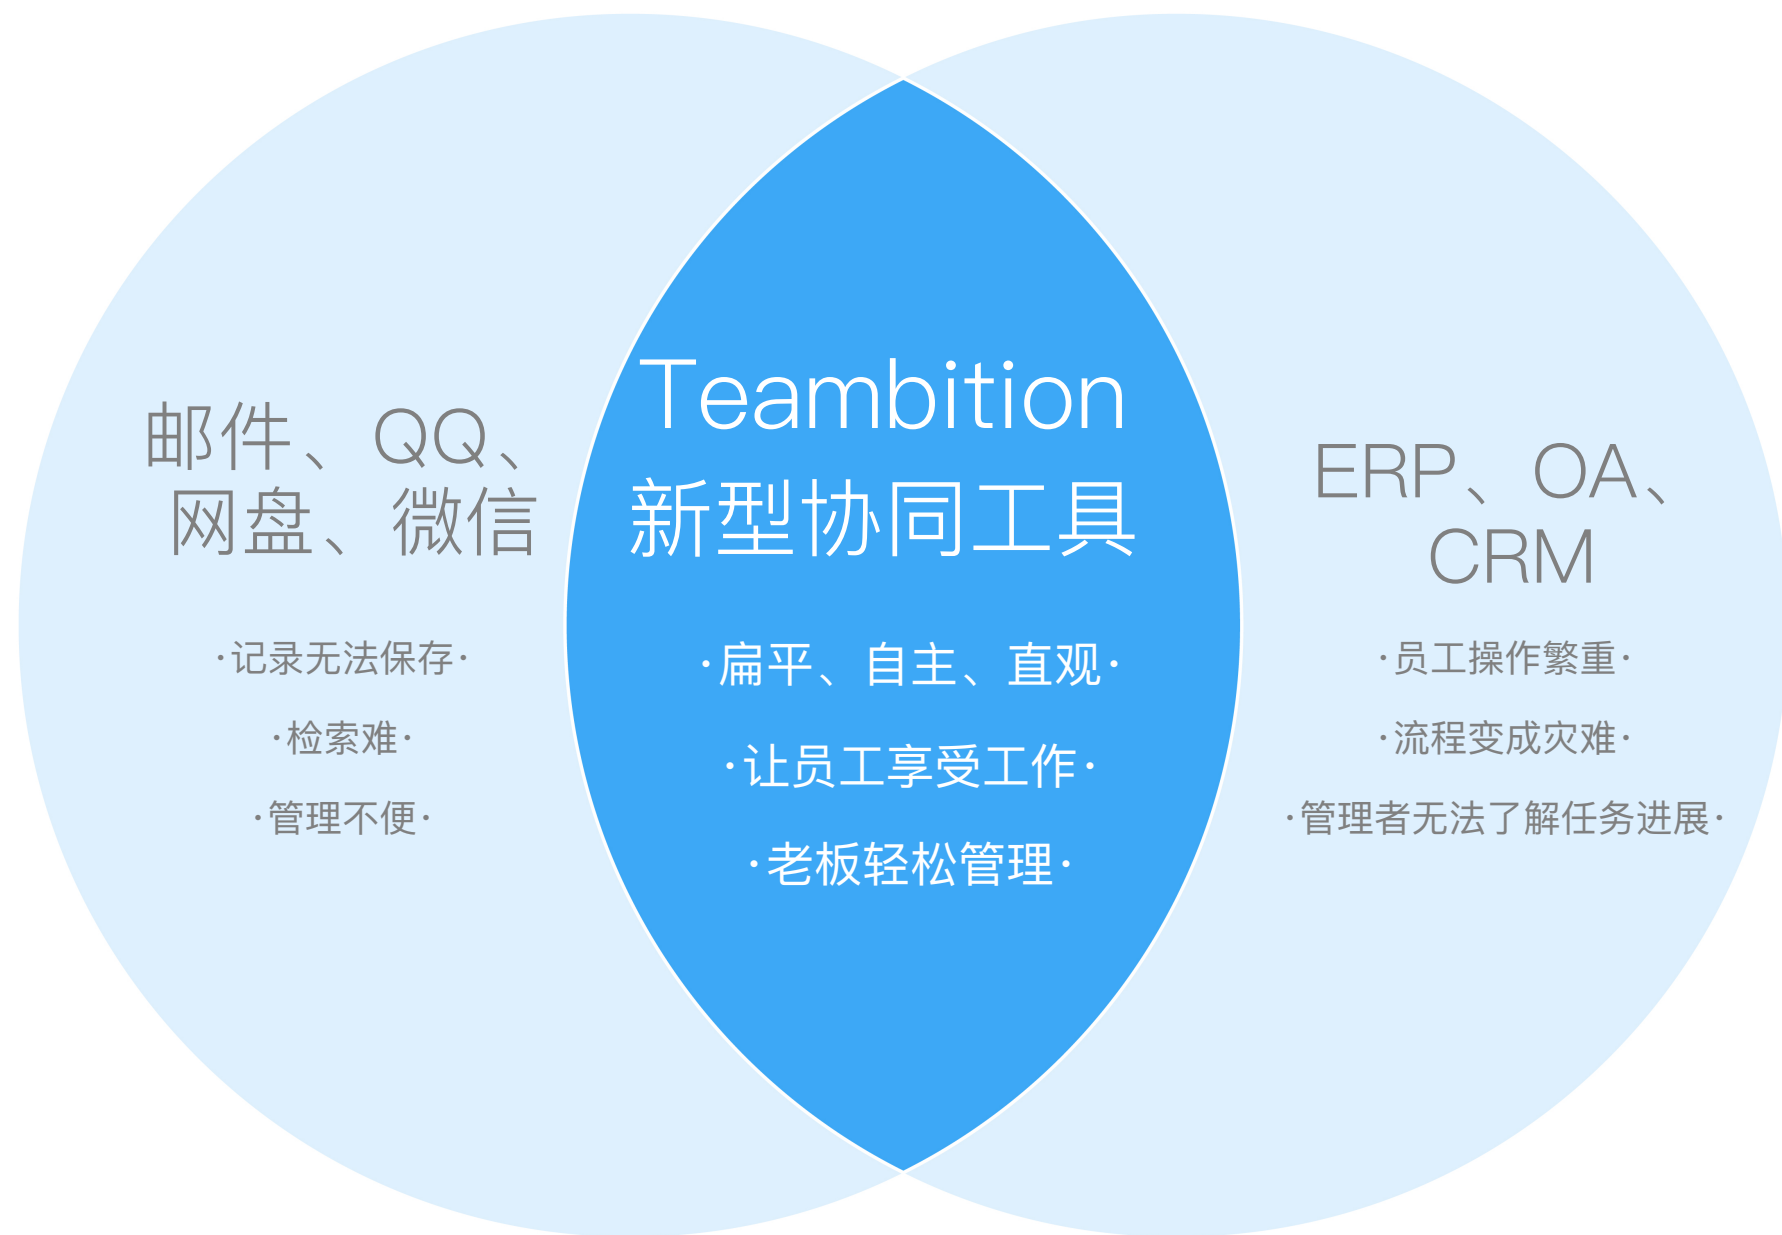 邮件、QQ、
网盘、微信
·记录无法保存·
·检索难·
·管理不便·
Teambition
新型协同工具
·扁平、自主、直观·
·让员工享受工作·
·老板轻松管理·
ERP、OA、
CRM
·员工操作繁重·
·流程变成灾难·
·管理者无法了解任务进展·